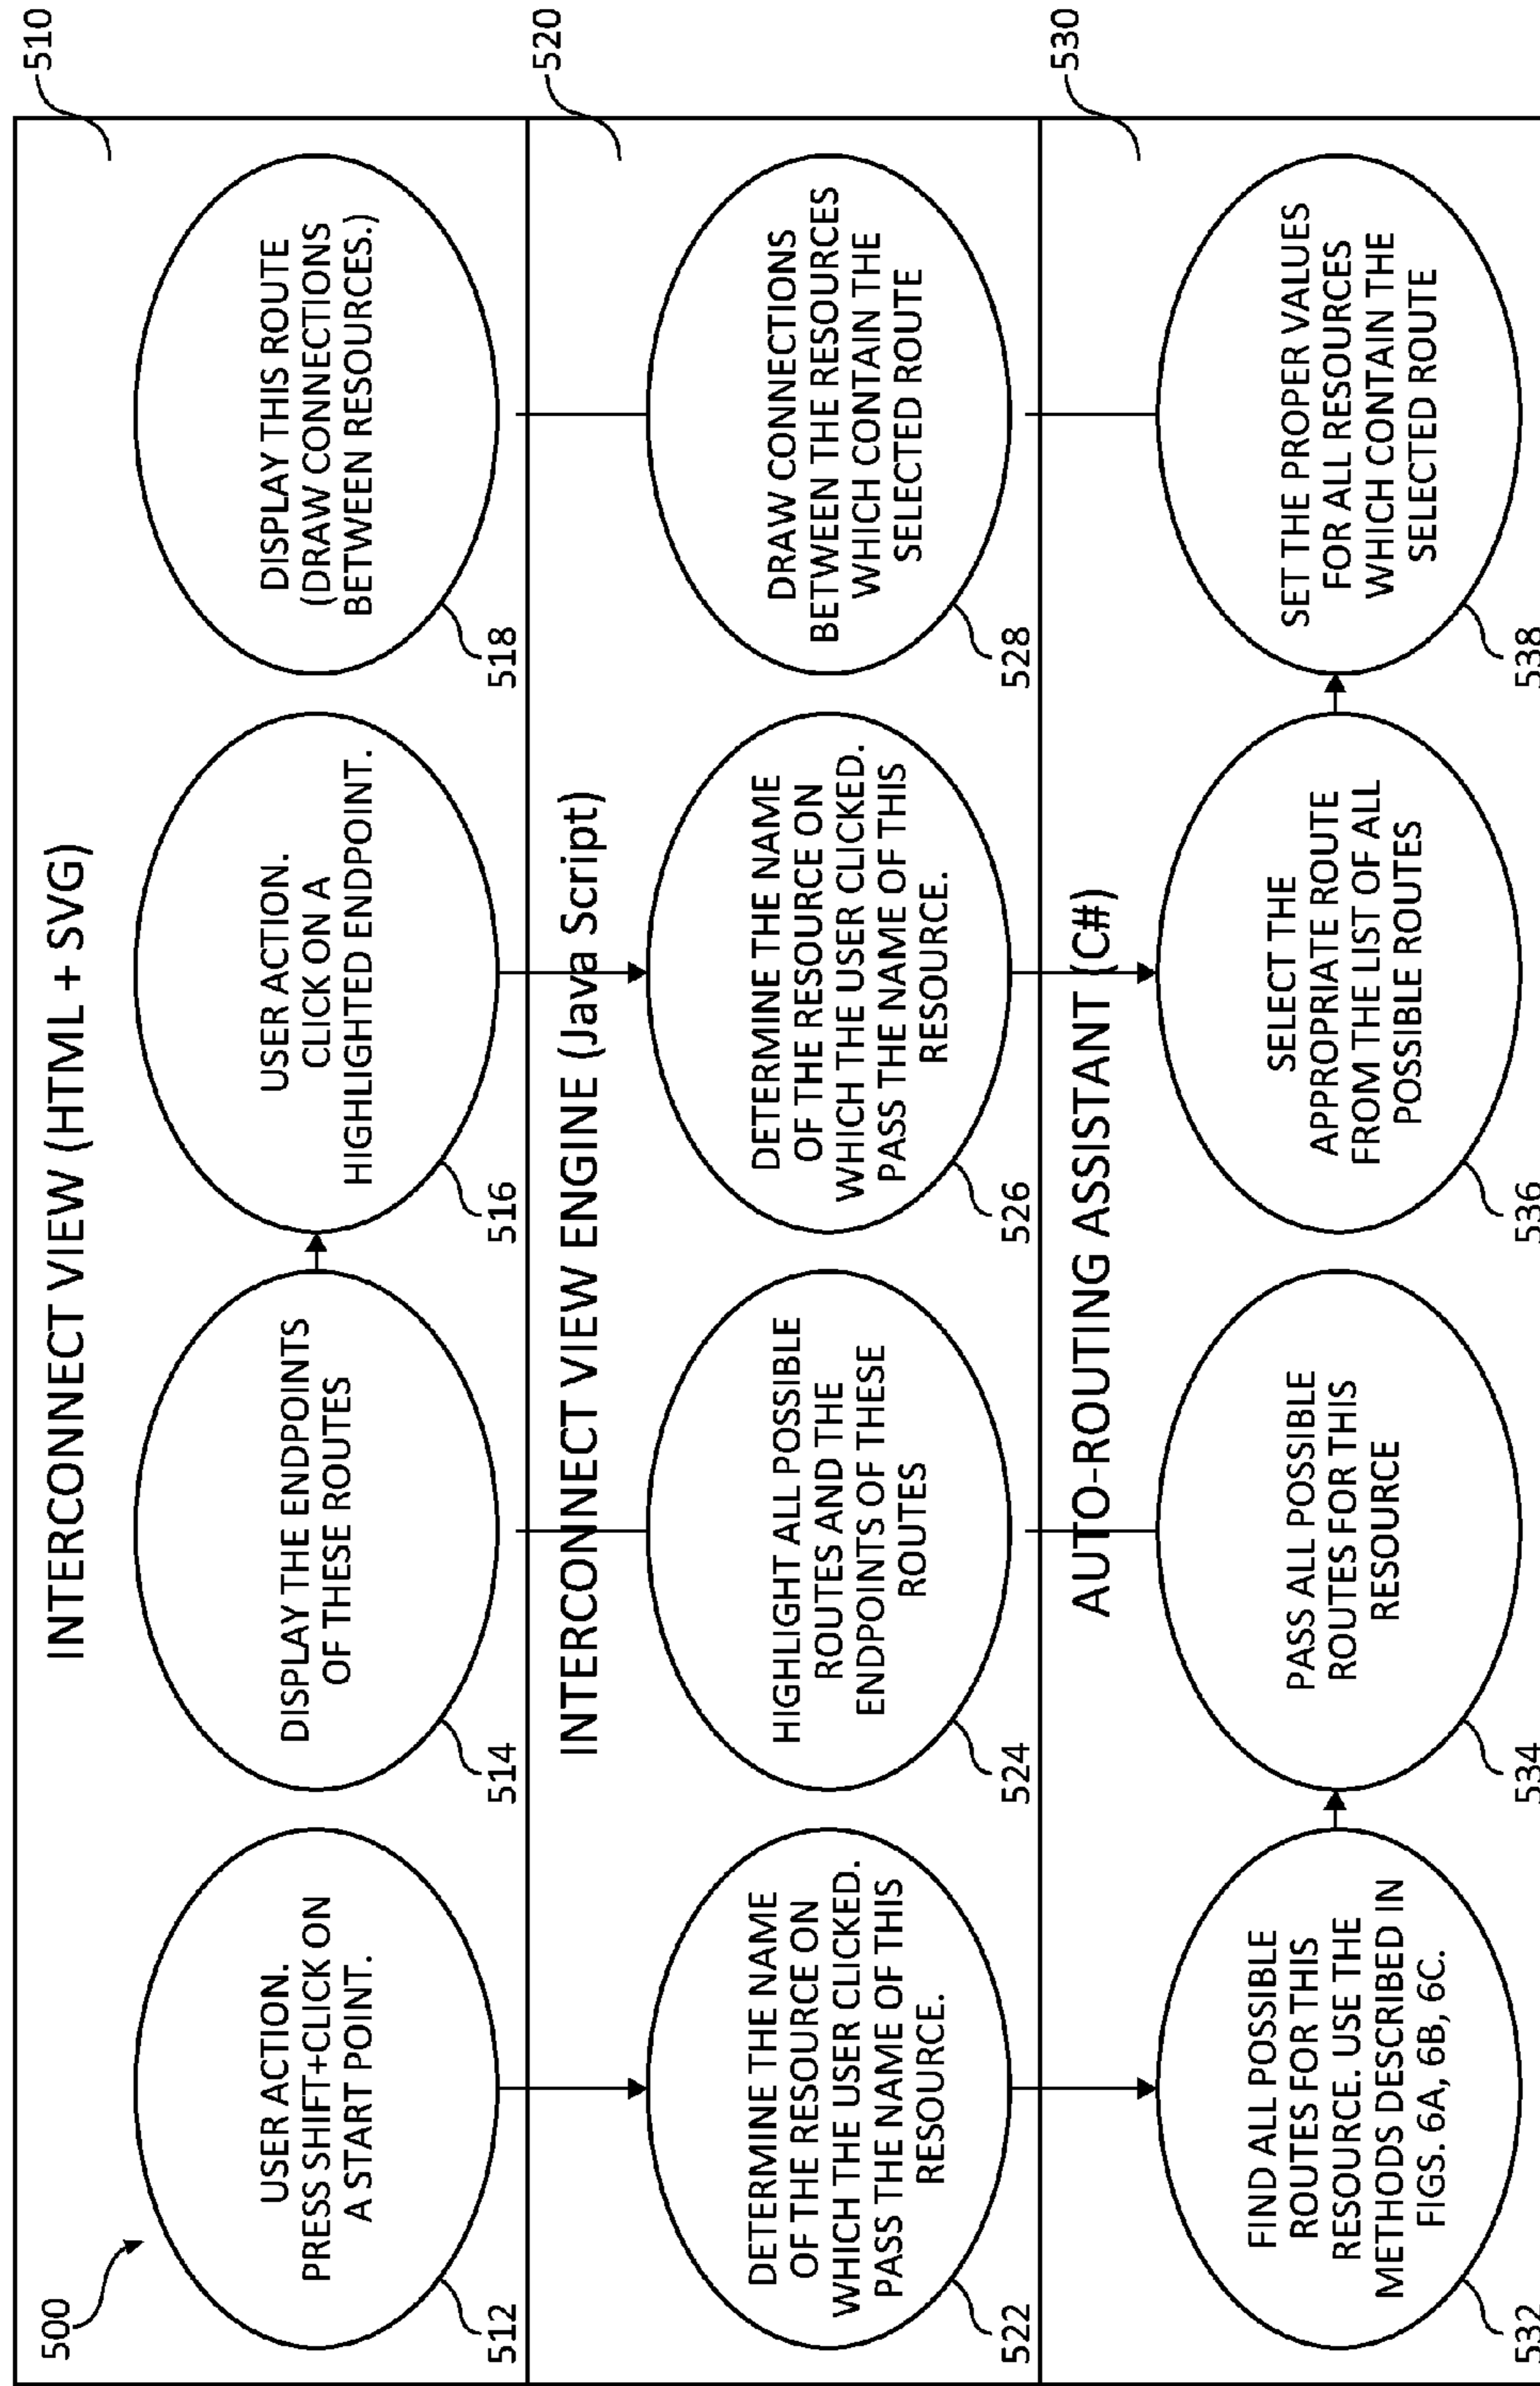 500
INTERCONNECT VIEW (HTML + SVG)
510
USER ACTION.
PRESS SHIFT+CLICK ON
A START POINT.
512
DISPLAY THE ENDPOINTS
OF THESE ROUTES
514
USER ACTION.
CLICK ON A
HIGHLIGHTED ENDPOINT.
516
DISPLAY THIS ROUTE
(DRAW CONNECTIONS
BETWEEN RESOURCES.)
518
INTERCONNECT VIEW ENGINE (Java Script)
520
DETERMINE THE NAME
OF THE RESOURCE ON
WHICH THE USER CLICKED.
PASS THE NAME OF THIS
RESOURCE.
522
HIGHLIGHT ALL POSSIBLE
ROUTES AND THE
ENDPOINTS OF THESE
ROUTES
524
DETERMINE THE NAME
OF THE RESOURCE ON
WHICH THE USER CLICKED.
PASS THE NAME OF THIS
RESOURCE.
526
DRAW CONNECTIONS
BETWEEN THE RESOURCES
WHICH CONTAIN THE
SELECTED ROUTE
528
AUTO-ROUTING ASSISTANT (C#)
530
FIND ALL POSSIBLE
ROUTES FOR THIS
RESOURCE. USE THE
METHODS DESCRIBED IN
FIGS. 6A, 6B, 6C.
532
PASS ALL POSSIBLE
ROUTES FOR THIS
RESOURCE
534
SELECT THE
APPROPRIATE ROUTE
FROM THE LIST OF ALL
POSSIBLE ROUTES
536
SET THE PROPER VALUES
FOR ALL RESOURCES
WHICH CONTAIN THE
SELECTED ROUTE
538